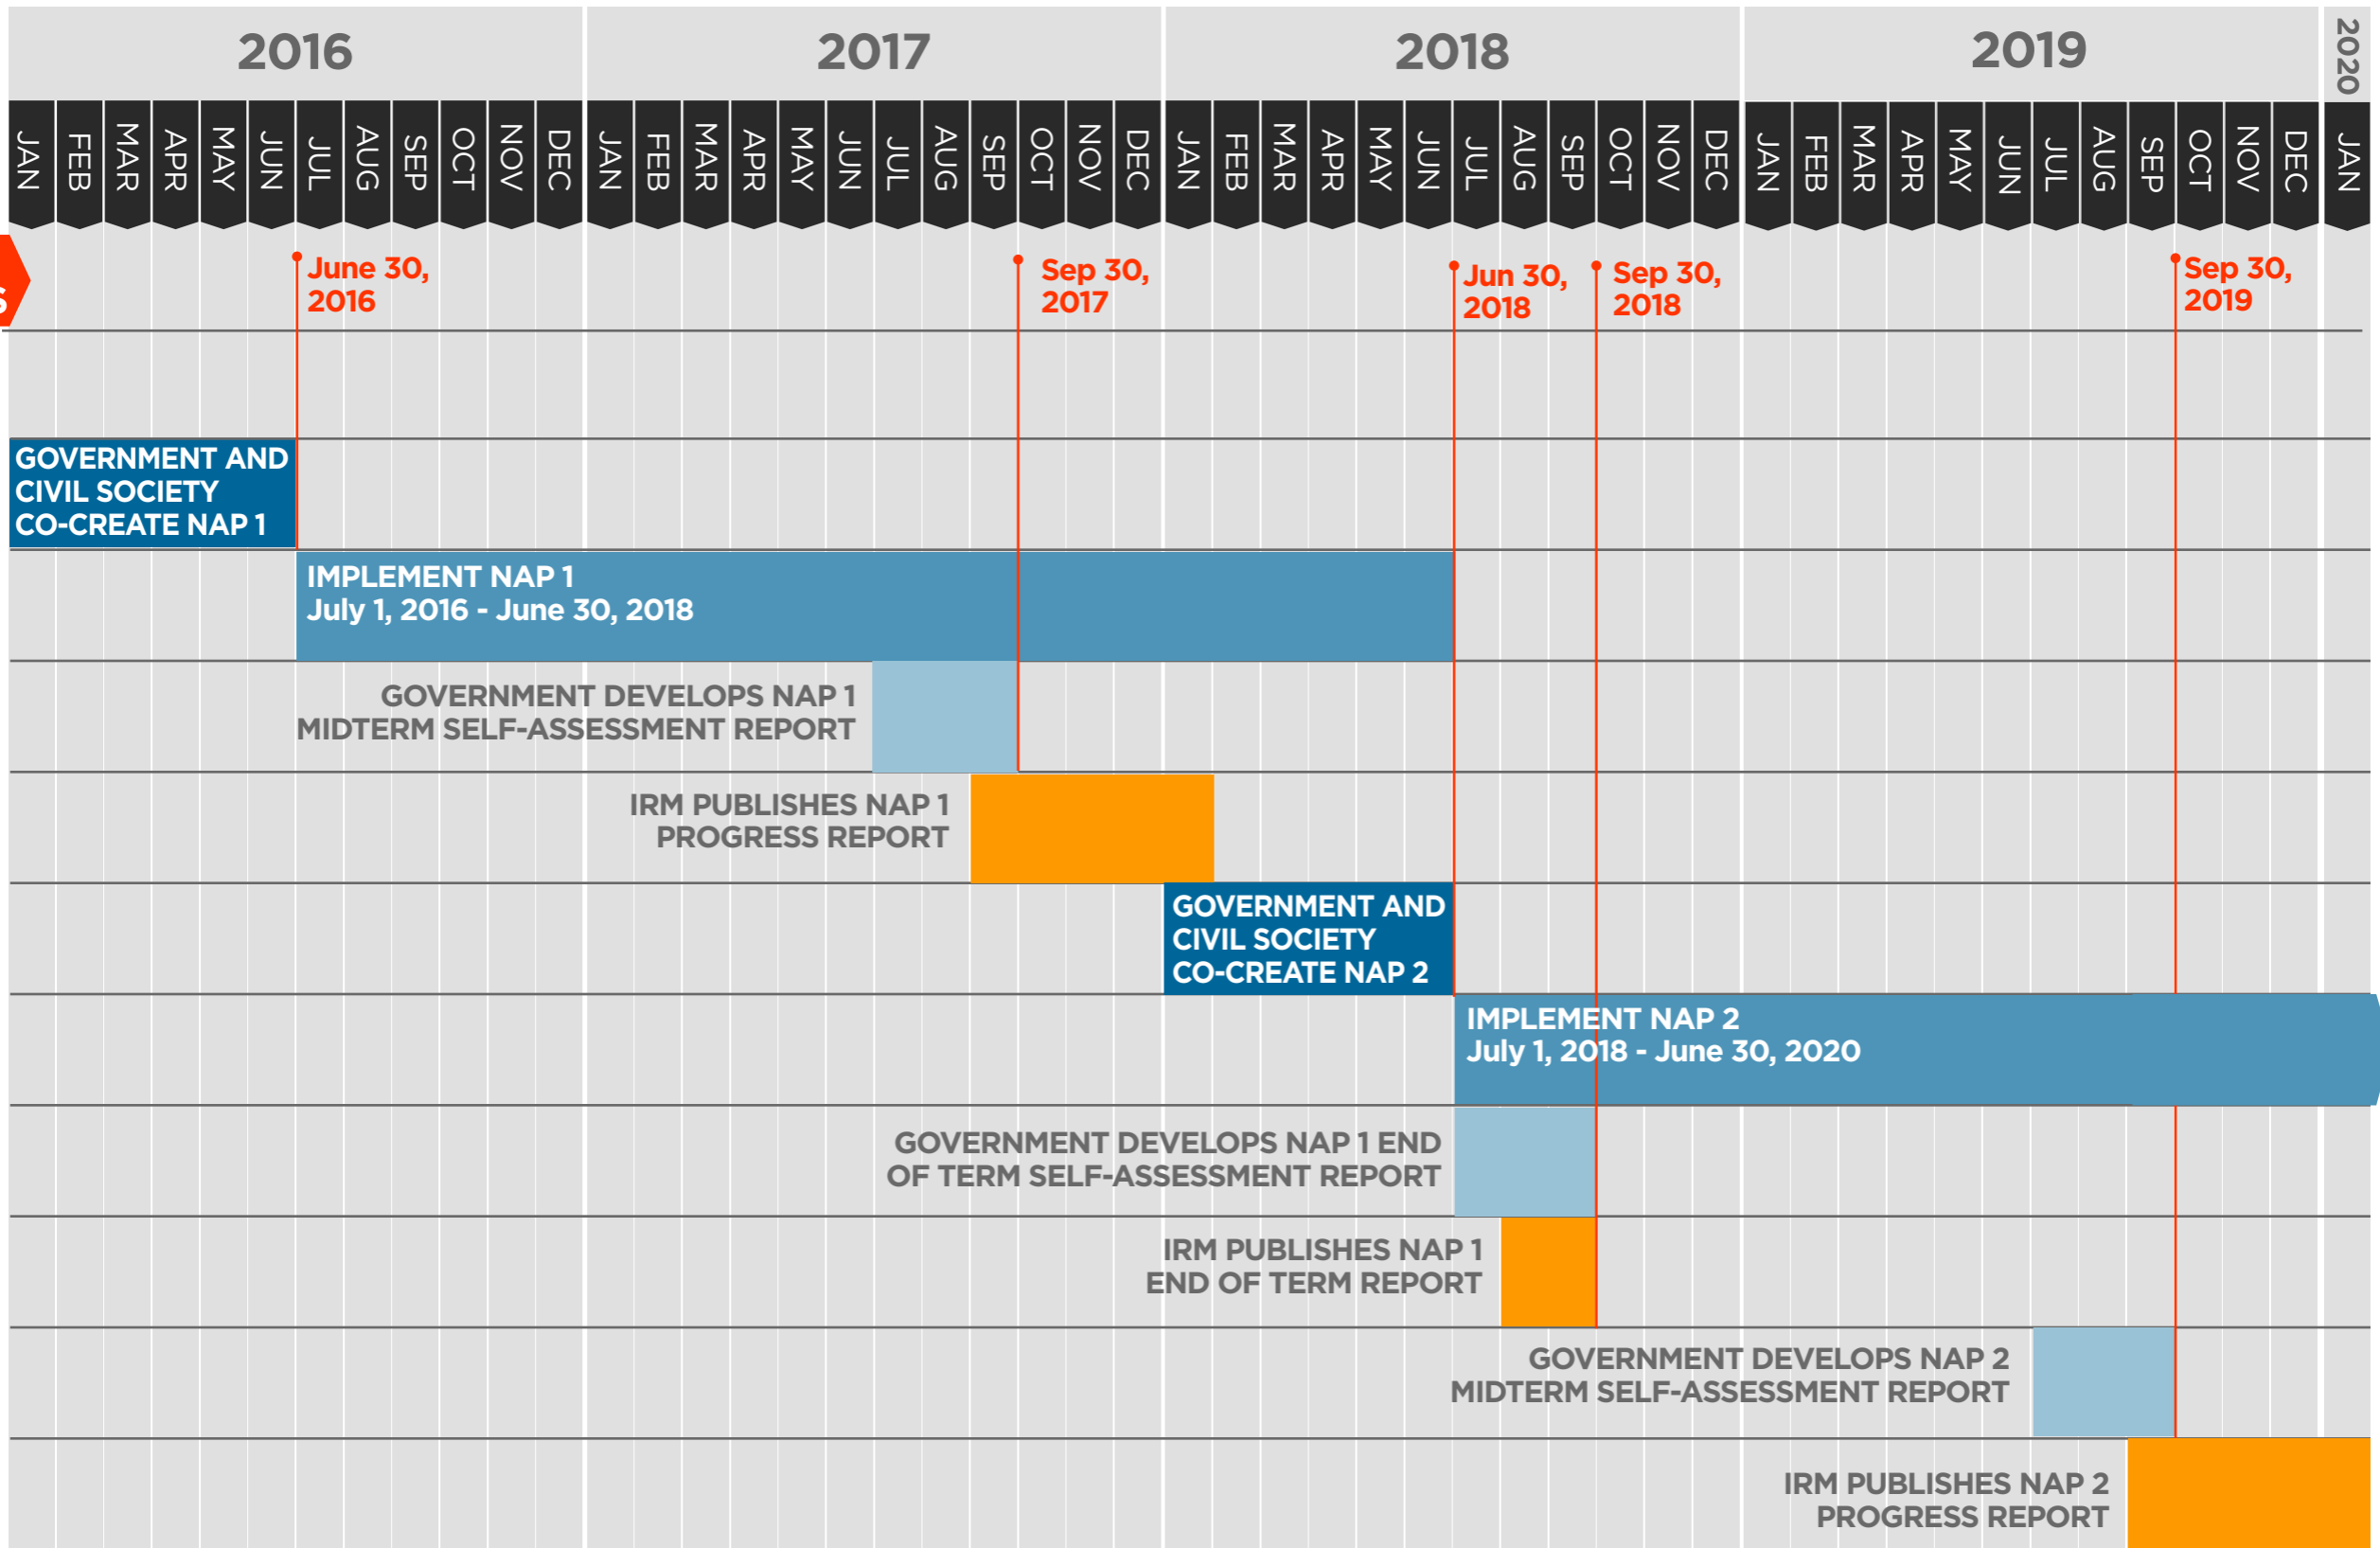 2016
2017
2018
2019
2020
JAN FEB MAR APR MAY JUN JUL AUG SEP OCT NOV DEC JAN FEB MAR APR MAY JUN JUL AUG SEP OCT NOV DEC JAN FEB MAR APR MAY JUN JUL AUG SEP OCT NOV DEC JAN FEB MAR APR MAY JUN JUL AUG SEP OCT NOV DEC JAN
June 30,
2016
Sep 30,
2017
Jun 30,
2018
Sep 30,
2018
Sep 30,
2019
GOVERNMENT AND
CIVIL SOCIETY
CO-CREATE NAP 1
IMPLEMENT NAP 1
July 1, 2016 - June 30, 2018
GOVERNMENT DEVELOPS NAP 1
MIDTERM SELF-ASSESSMENT REPORT
IRM PUBLISHES NAP 1
PROGRESS REPORT
GOVERNMENT AND
CIVIL SOCIETY
CO-CREATE NAP 2
IMPLEMENT NAP 2
July 1, 2018 - June 30, 2020
GOVERNMENT DEVELOPS NAP 1 END
OF TERM SELF-ASSESSMENT REPORT
IRM PUBLISHES NAP 1
END OF TERM REPORT
GOVERNMENT DEVELOPS NAP 2
MIDTERM SELF-ASSESSMENT REPORT
IRM PUBLISHES NAP 2
PROGRESS REPORT